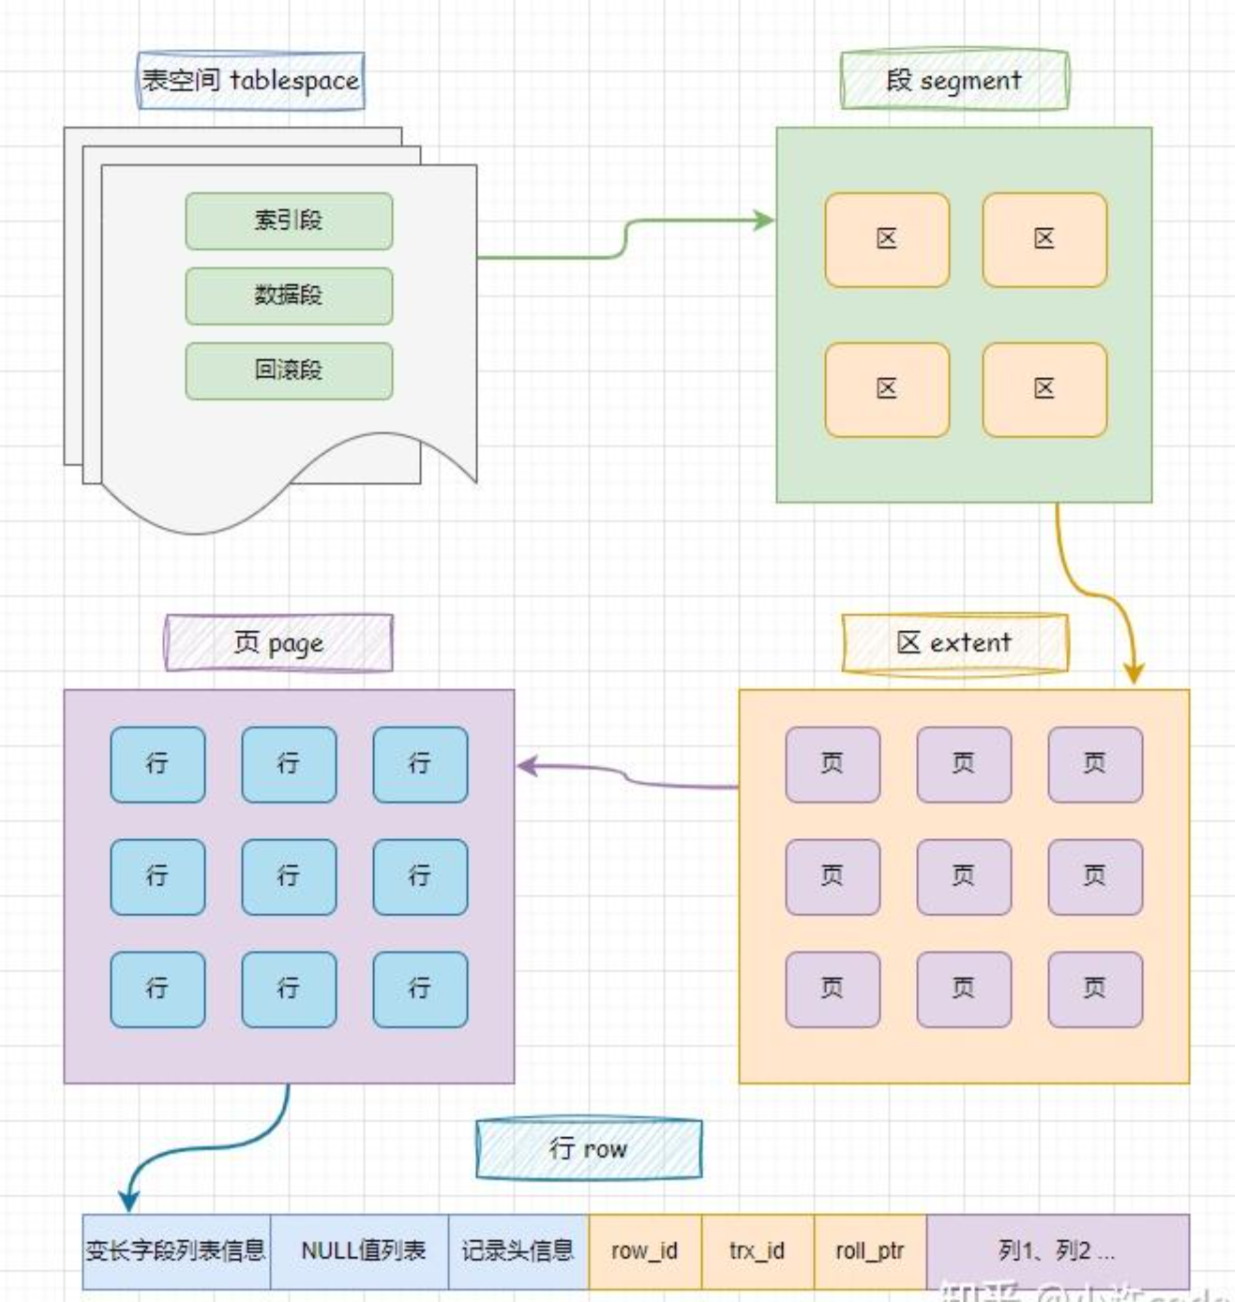 表空间 tablespace
段 segment
索引段
数据段
回滚段
区 区
区 区
页 page
区 extent
行 行 行
行 行 行
行 行 行
页 页 页
页 页 页
页 页 页
行 row
变长字段列表信息 NULL值列表 记录头信息 row_id trx_id roll_ptr 列1、列2 ...